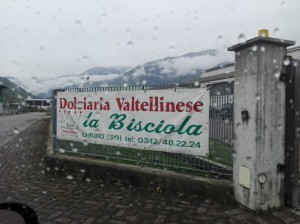 Dolciaria Valtellinese
la Bisciola
CHIURO (SO) tel. 0342/48.22.24